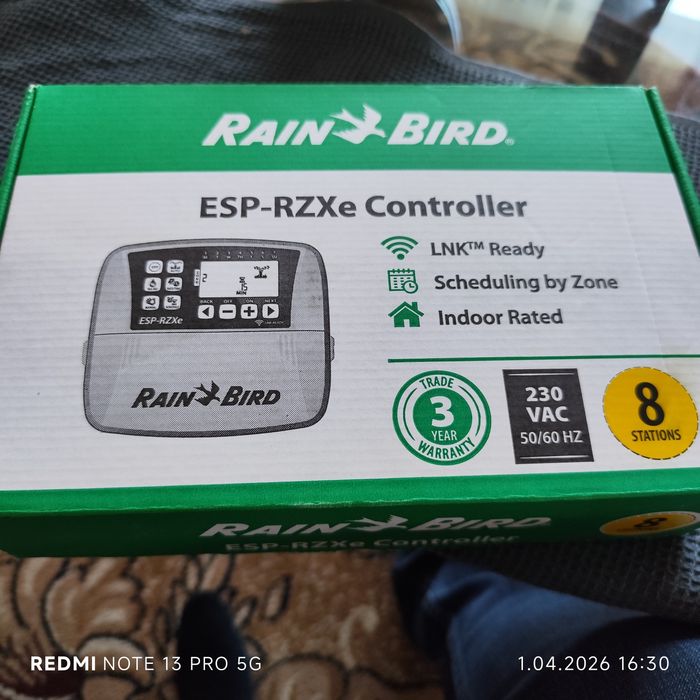 RAIN BIRD®
ESP-RZXe Controller
LNK™ Ready
Scheduling by Zone
Indoor Rated
BACK OFF ON NEXT
ESP-RZXe
RAIN BIRD
TRADE
3
YEAR
WARRANTY
230
VAC
50/60 HZ
8
STATIONS
RAIN BIRD
ESP-RZXe Controller
8
REDMI NOTE 13 PRO 5G
1.04.2026 16:30